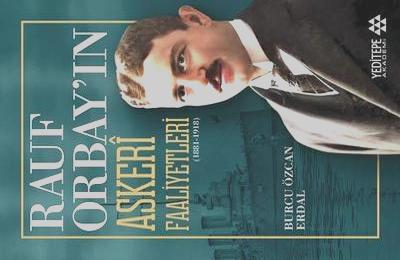 RAUF
ORBAY'IN
ASKERÎ
FAALİYETLERİ
(1881-1918)
BURCU ÖZCAN
ERDAL
YEDİTEPE
AKADEMİ